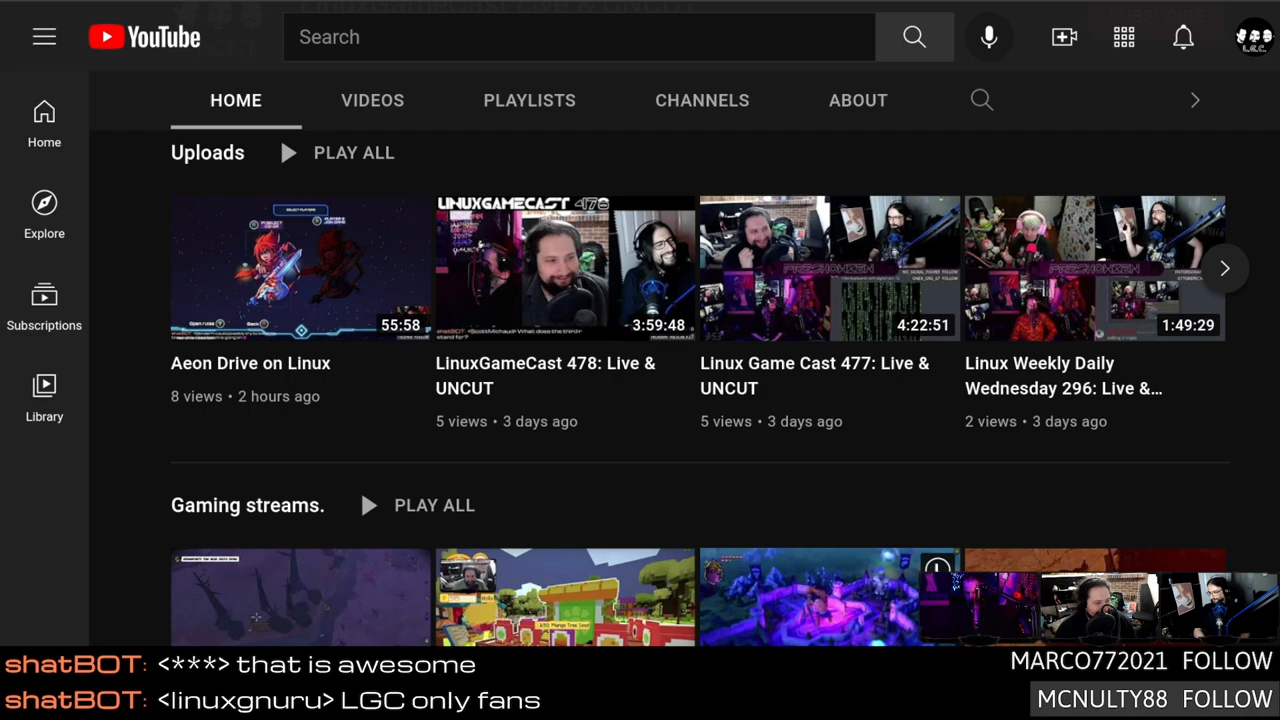 YouTube
Search
L.G.C.
HOME VIDEOS PLAYLISTS CHANNELS ABOUT
Home
Explore
Subscriptions
Library
Uploads PLAY ALL
SELECT PLAYERS
Back
55:58
LINUXGAMECAST 478
3:59:48
4:22:51
1:49:29
Aeon Drive on Linux
8 views • 2 hours ago
LinuxGameCast 478: Live &
UNCUT
5 views • 3 days ago
Linux Game Cast 477: Live &
UNCUT
5 views • 3 days ago
Linux Weekly Daily
Wednesday 296: Live &...
2 views • 3 days ago
Gaming streams. PLAY ALL
shatBOT: <***> that is awesome
shatBOT: <linuxgnuru> LGC only fans
MARCO772021 FOLLOW
MCNULTY88 FOLLOW